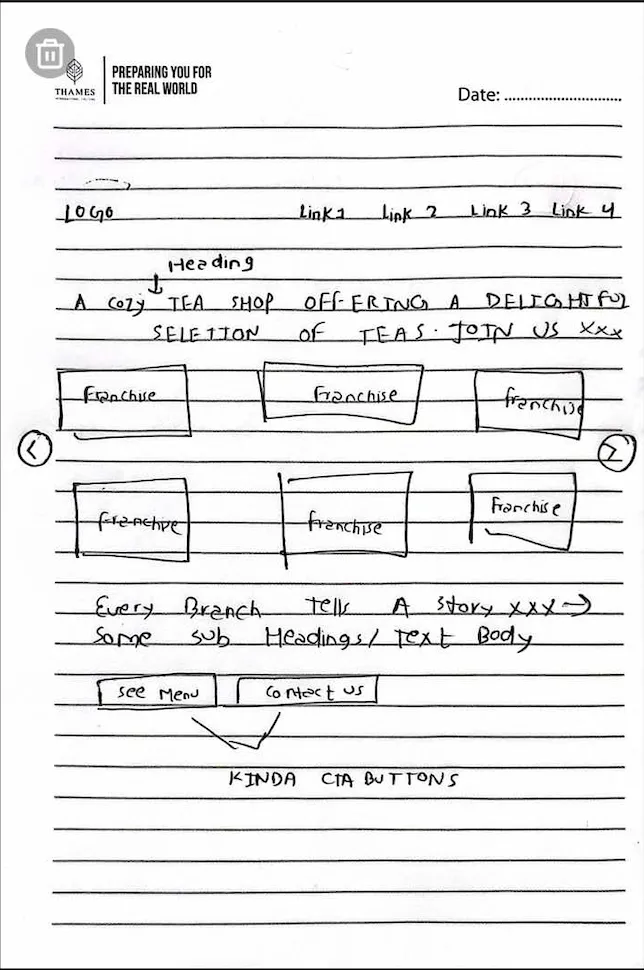 THAMES
PREPARING YOU FOR
THE REAL WORLD
Date: ..............................
LOGO Link1 Link 2 Link 3 Link 4
Heading
A Cozy TEA SHOP OFFERING A DELIGHTFUL
SELETION OF TEAS. JOIN US xxx
Franchise Franchise Franchise
< >
Franchise Franchise Franchise
Every Branch Tells A Story xxx →
Some sub Headings/ Text Body
See Menu Contact us
KINDA CTA BUTTONS